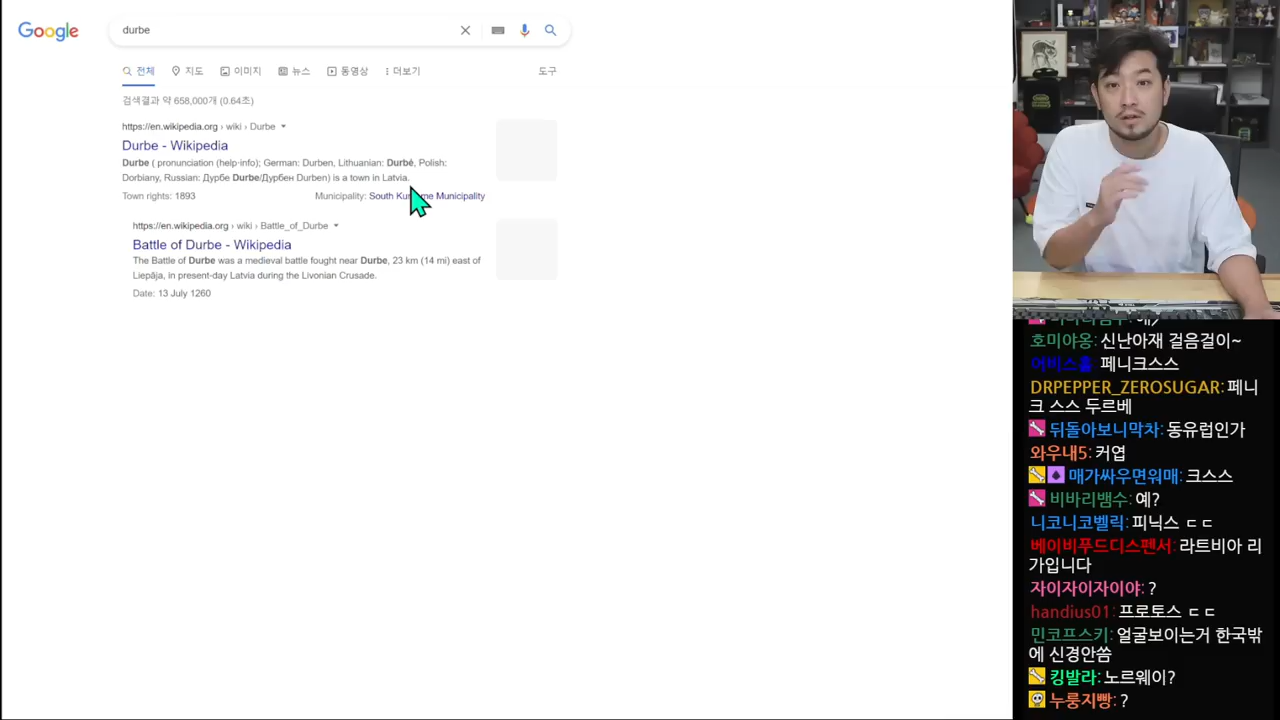 Google
durbe
전체
지도
이미지
뉴스
동영상
더보기
도구
검색결과 약 658,000개 (0.64초)
https://en.wikipedia.org › wiki › Durbe
Durbe - Wikipedia
Durbe ( pronunciation (help·info); German: Durben, Lithuanian: Durbė, Polish:
Dorbiany, Russian: Дурбе Durbe/Дурбен Durben) is a town in Latvia.
Town rights: 1893
Municipality: South Municipality
https://en.wikipedia.org › wiki › Battle_of_Durbe
Battle of Durbe - Wikipedia
The Battle of Durbe was a medieval battle fought near Durbe, 23 km (14 mi) east of
Liepāja, in present-day Latvia during the Livonian Crusade.
Date: 13 July 1260
호미야옹: 신난아재 걸음걸이~
어비스홀: 페니크스스
DRPEPPER_ZEROSUGAR: 페니
크 스스 두르베
뒤돌아보니막차: 동유럽인가
와우내5: 커엽
매가싸우면워매: 크스스
비바리뱀수: 예?
니코니코벨릭: 피닉스 ㄷㄷ
베이비푸드디스펜서: 라트비아 리
가입니다
자이자이자이야: ?
handius01: 프로토스 ㄷㄷ
민코프스키: 얼굴보이는거 한국밖
에 신경안씀
킹발라: 노르웨이?
누룽지빵: ?